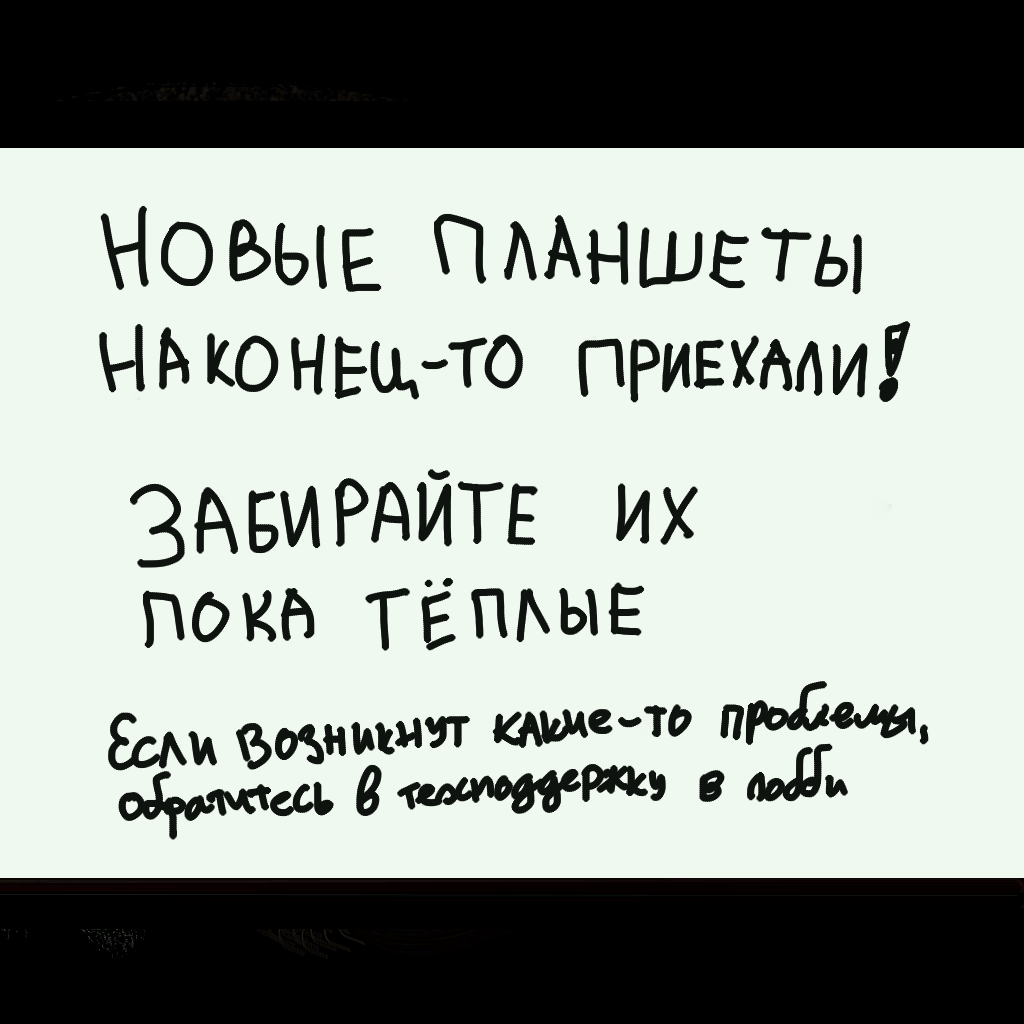 Новые планшеты
наконец-то приехали!
Забирайте их
пока тёплые
Если возникнут какие-то проблемы,
обратитесь в техподдержку в лобби